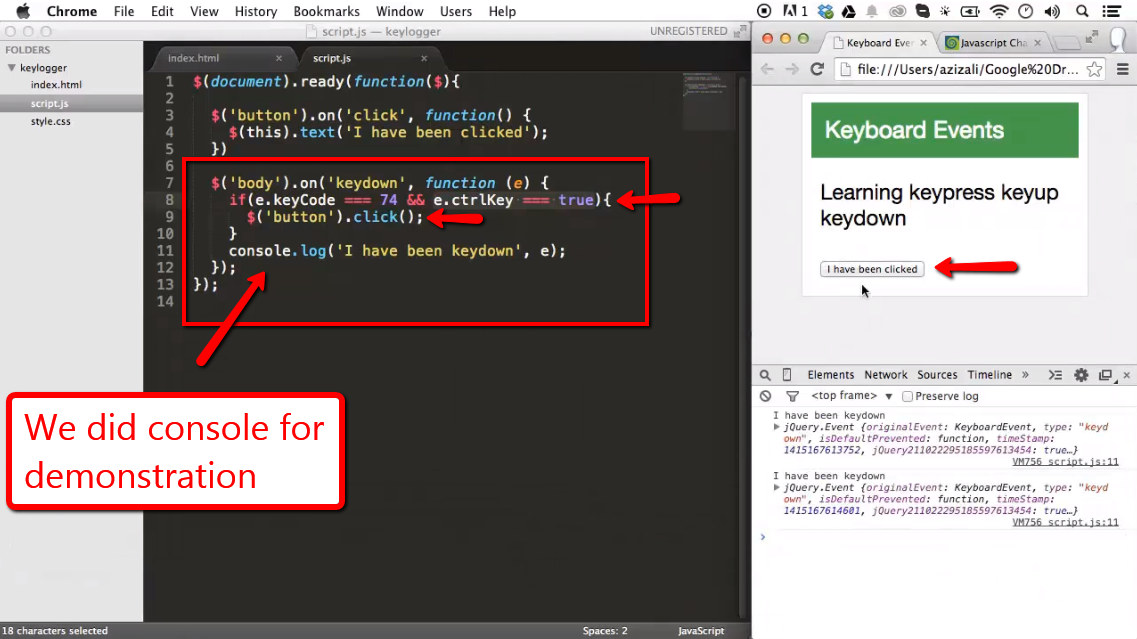 Chrome File Edit View History Bookmarks Window Users Help 1
script.js — keylogger UNREGISTERED
FOLDERS
keylogger
index.html
script.js
style.css
index.html × script.js ×
1 $(document).ready(function($){
2
3 $('button').on('click', function() {
4 $(this).text('I have been clicked');
5 })
6
7 $('body').on('keydown', function (e) {
8 if(e.keyCode === 74 && e.ctrlKey === true){
9 $('button').click();
10 }
11 console.log('I have been keydown', e);
12 });
13 });
14
We did console for
demonstration
18 characters selected Spaces: 2 JavaScript
Keyboard Eve × Javascript Cha ×
file:///Users/azizali/Google%20Dr...
Keyboard Events
Learning keypress keyup
keydown
I have been clicked
Elements Network Sources Timeline » ×
<top frame> ▼ Preserve log
I have been keydown
jQuery.Event {originalEvent: KeyboardEvent, type: "keyd
own", isDefaultPrevented: function, timeStamp:
1415167613752, jQuery211022295185597613454: true…}
VM756 script.js:11
I have been keydown
jQuery.Event {originalEvent: KeyboardEvent, type: "keyd
own", isDefaultPrevented: function, timeStamp:
1415167614601, jQuery211022295185597613454: true…}
VM756 script.js:11